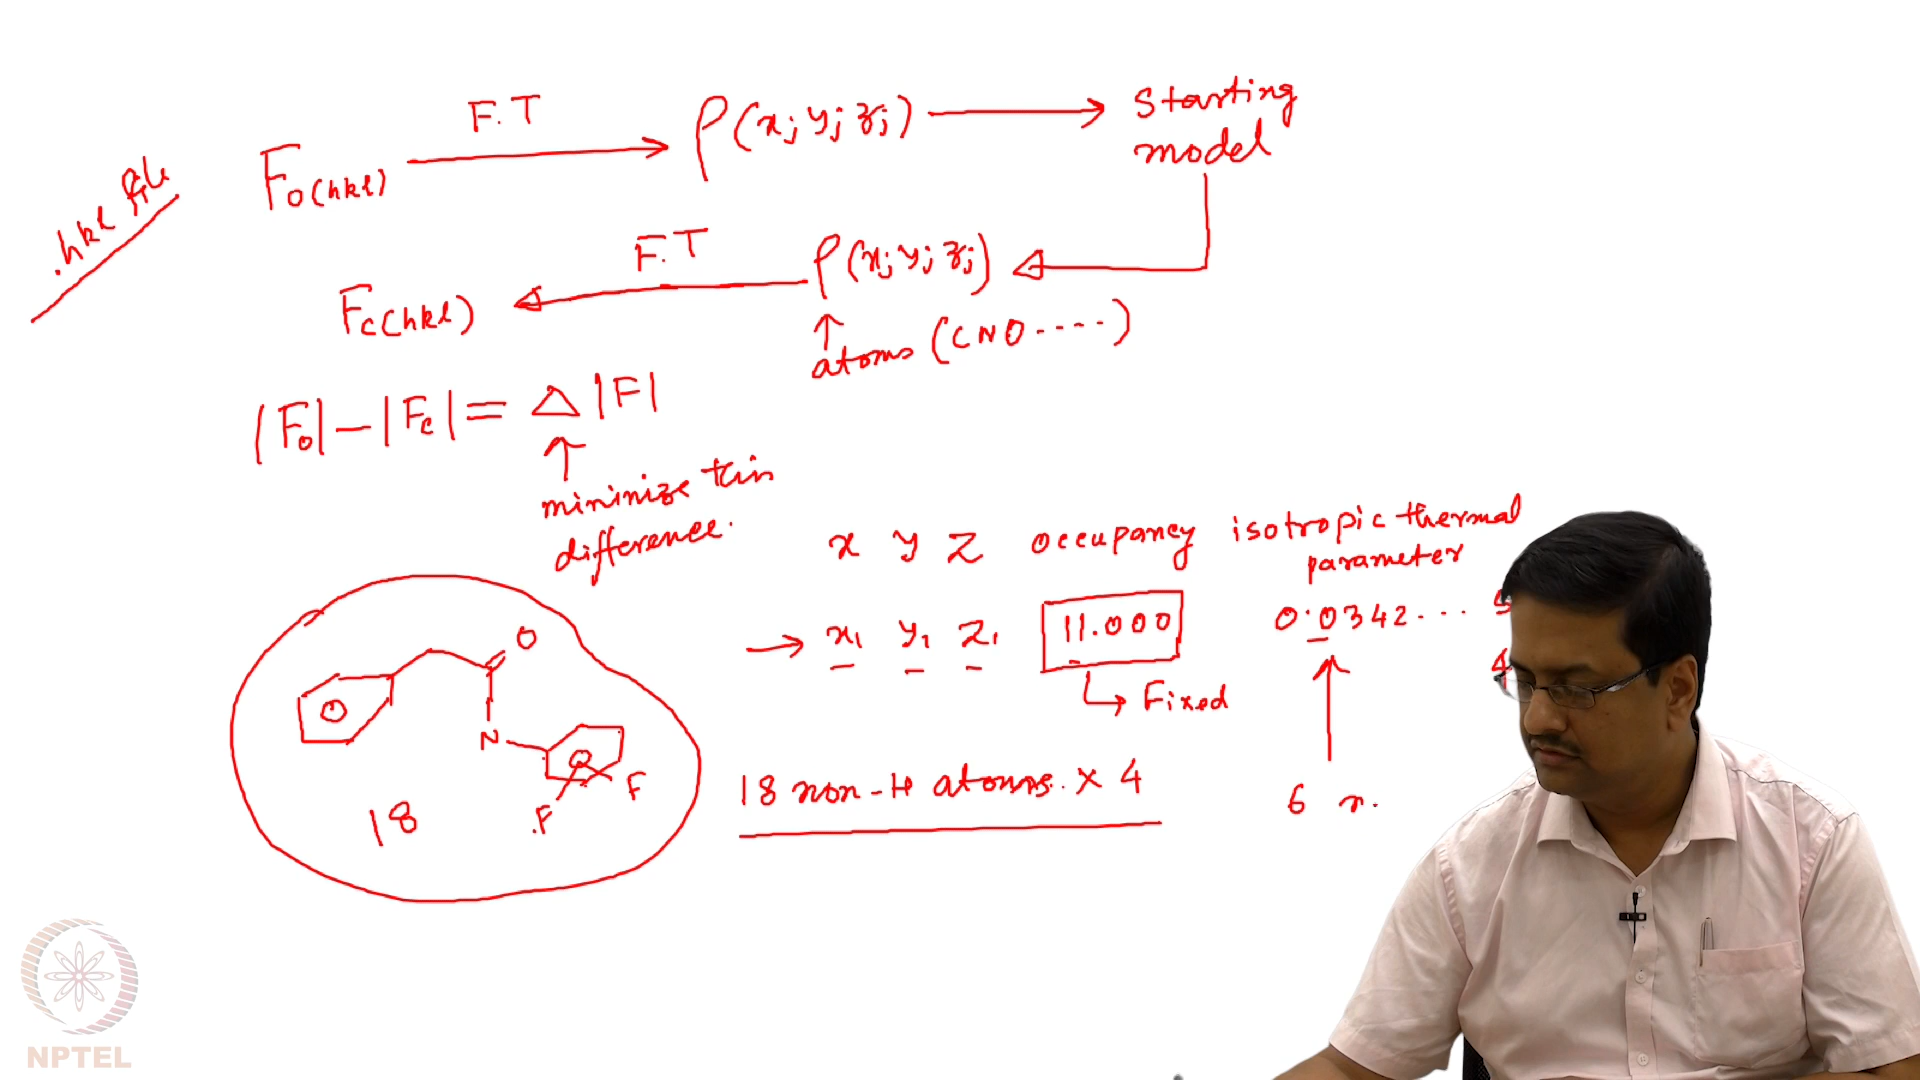 .hkl file
F.T
Fo(hkl)
ρ(xj yj zj)
Starting
model
F.T
Fc(hkl)
ρ(xj yj zj)
atoms (C N O ····)
|Fo| − |Fc| = Δ|F|
mininize this
difference.
x y z occupancy isotropic thermal
parameter
x1 y1 z1 11.000 0.0342...
Fixed
O
N
F
.F
18
18 non-H atoms. × 4
6 n.
NPTEL